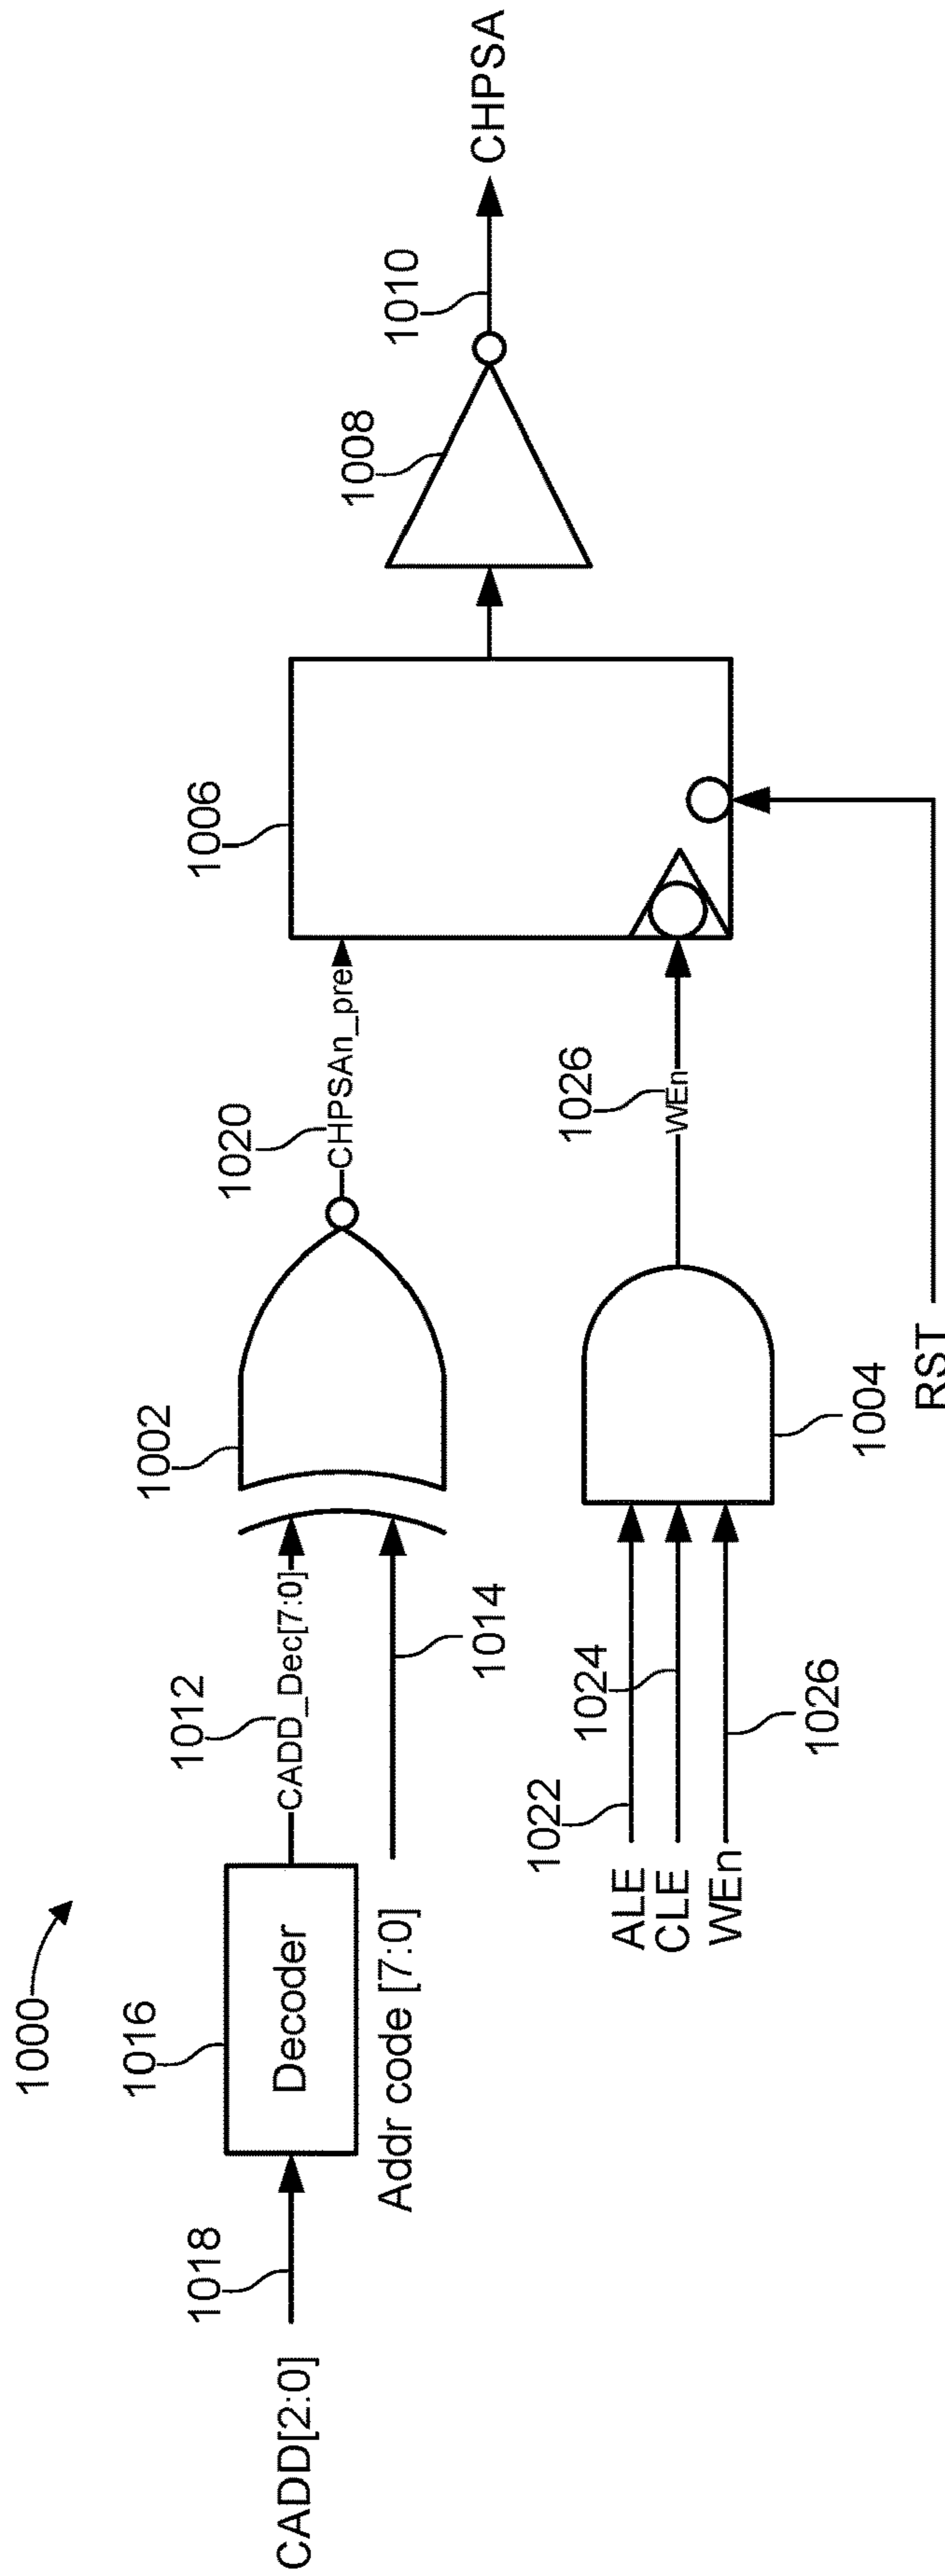 1000
CADD[2:0]
1018
1016
Decoder
Addr code [7:0]
1012
CADD_Dec[7:0]
1014
1002
1020
CHPSAn_pre
1022
1024
1026
ALE
CLE
WEn
1004
1026
WEn
RST
1006
1008
1010
CHPSA